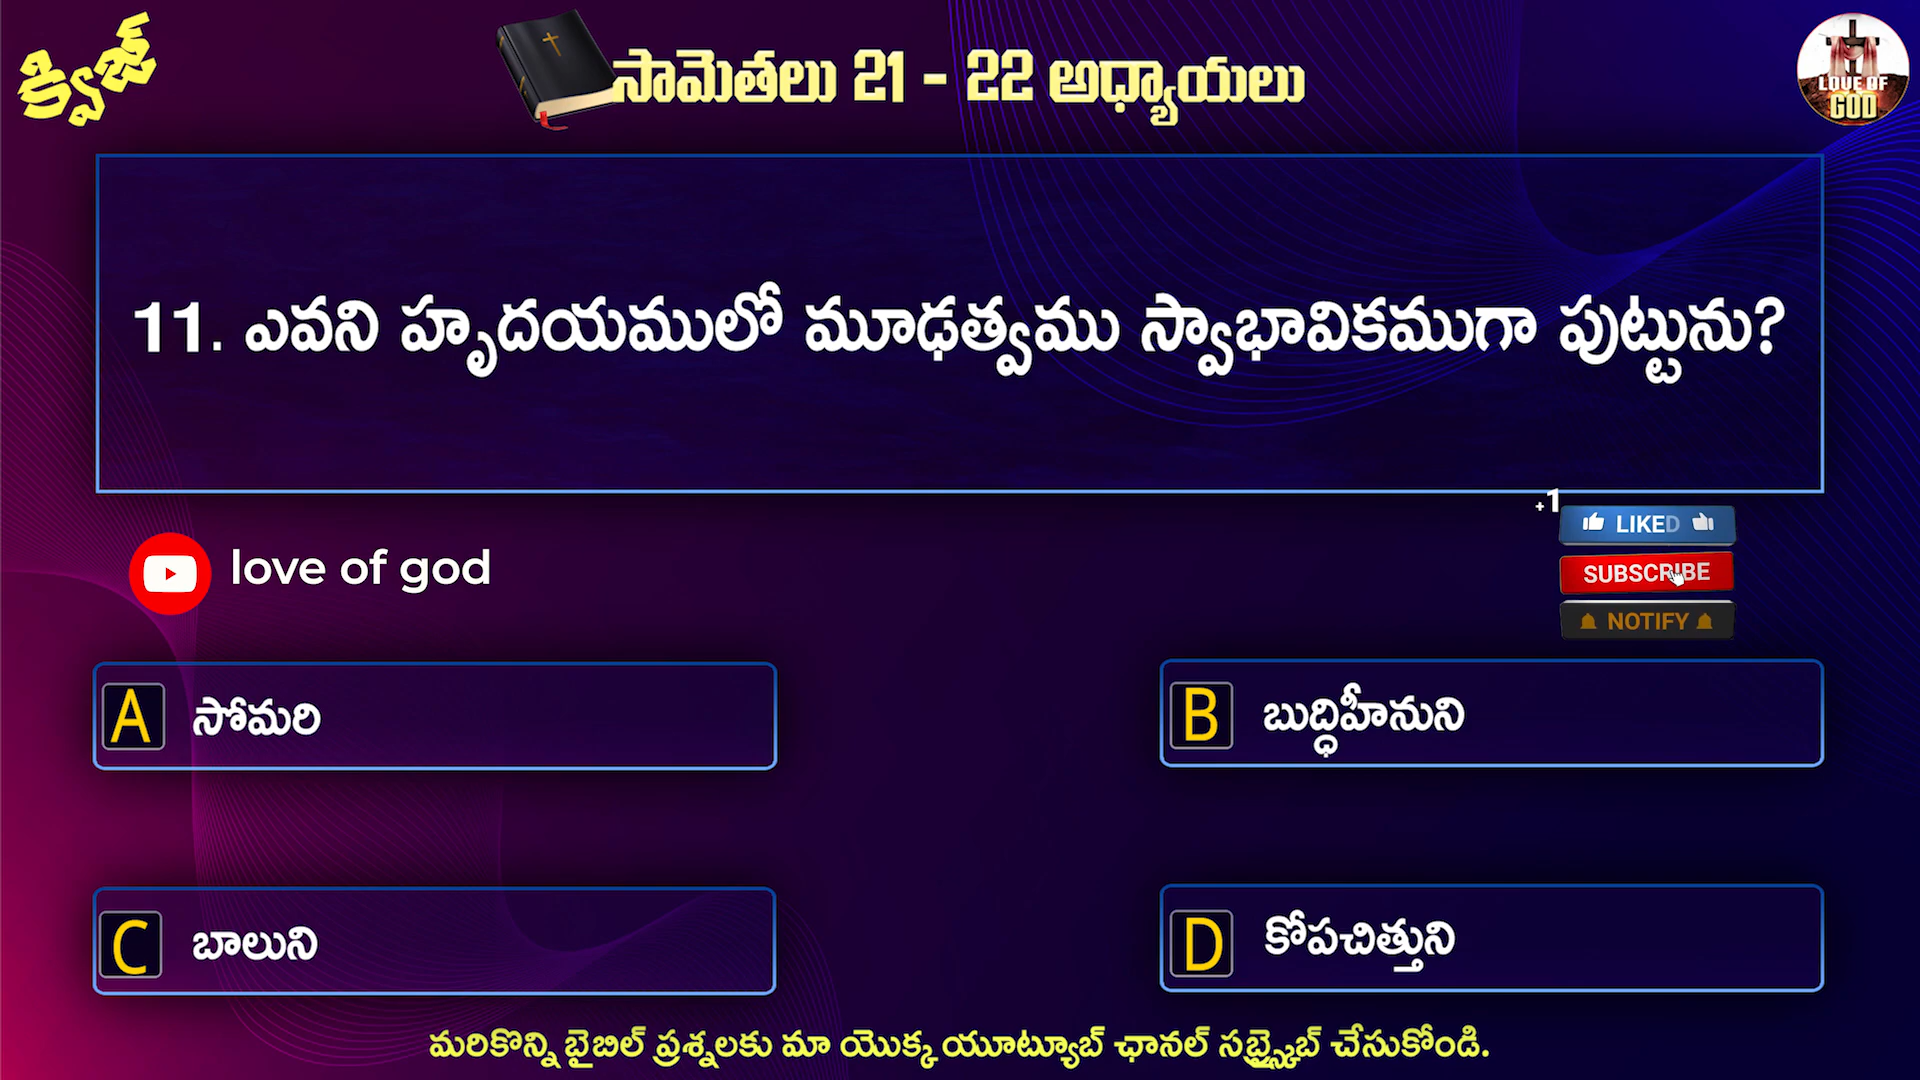 క్విజ్
సామెతలు 21 - 22 అధ్యాయలు
LOVE OF
GOD
11. ఎవని హృదయములో మూఢత్వము స్వాభావికముగా పుట్టును?
+1
LIKED
love of god
SUBSCRIBE
NOTIFY
A సోమరి
B బుద్ధిహీనుని
C బాలుని
D కోపచిత్తుని
మరికొన్ని బైబిల్ ప్రశ్నలకు మా యొక్క యూట్యూబ్ ఛానల్ సబ్స్క్రైబ్ చేసుకోండి.